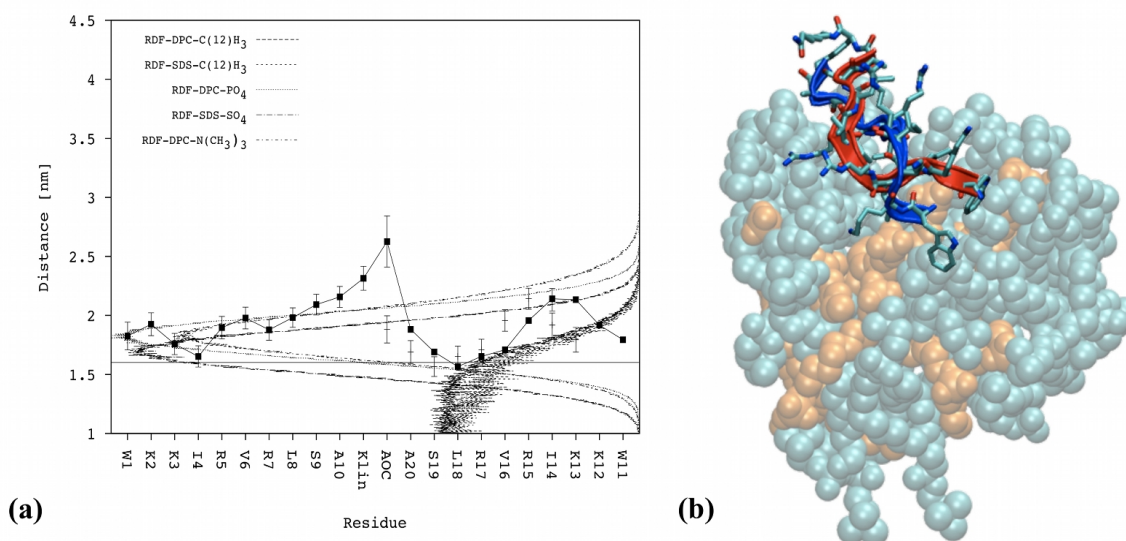 4.5
4
3.5
3
2.5
2
1.5
1
Distance [nm]
RDF-DPC-C(12)H3
RDF-SDS-C(12)H3
RDF-DPC-PO4
RDF-SDS-SO4
RDF-DPC-N(CH3)3
W1 K2 K3 I4 R5 V6 R7 L8 S9 A10 Klin AOC A20 S19 L18 R17 V16 R15 I14 K13 K12 W11
Residue
(a)
(b)